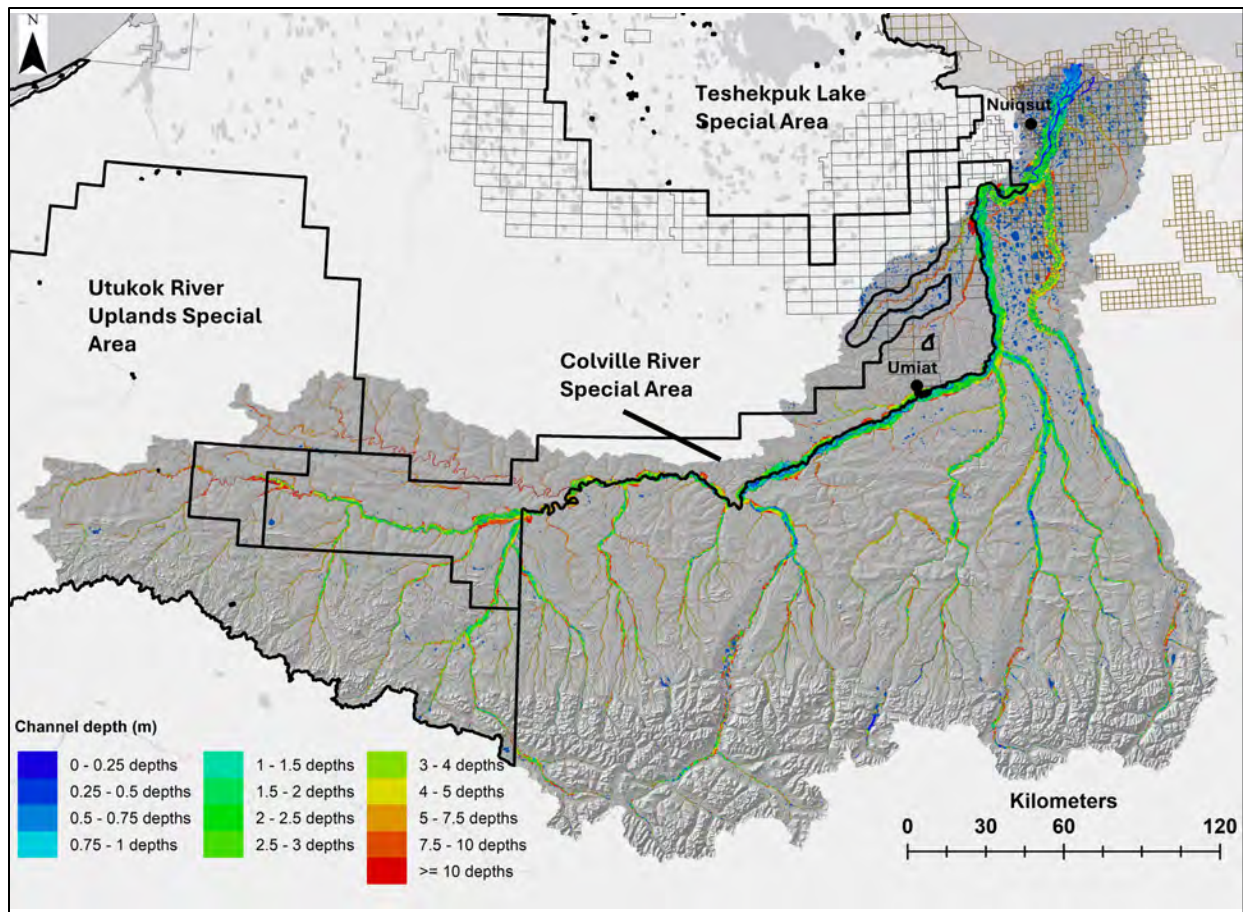 N
Teshekpuk Lake
Special Area
Nuiqsut
Utukok River
Uplands Special
Area
Colville River
Special Area
Umiat
Channel depth (m)
0 - 0.25 depths
0.25 - 0.5 depths
0.5 - 0.75 depths
0.75 - 1 depths
1 - 1.5 depths
1.5 - 2 depths
2 - 2.5 depths
2.5 - 3 depths
3 - 4 depths
4 - 5 depths
5 - 7.5 depths
7.5 - 10 depths
>= 10 depths
Kilometers
0 30 60 120